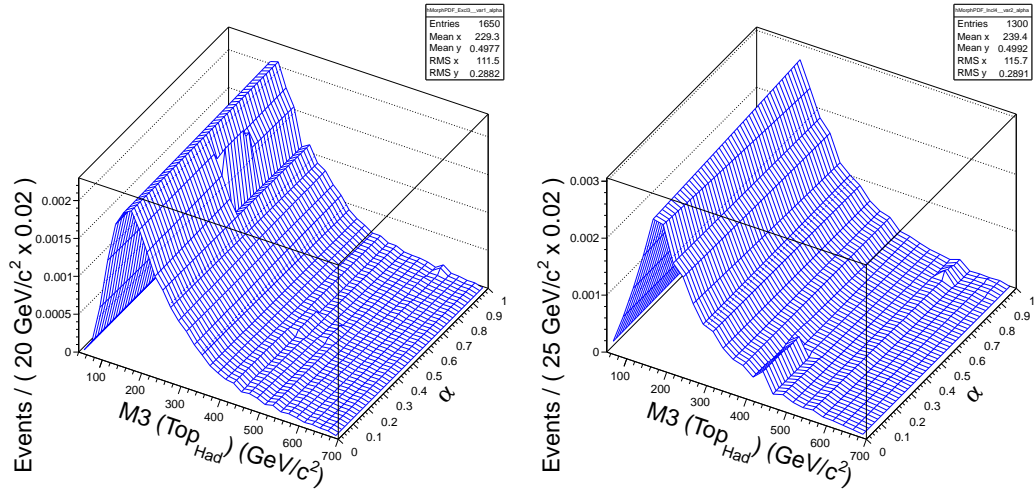 hMorphPDF_Excl3__var1_alpha
Entries 1650
Mean x 229.3
Mean y 0.4977
RMS x 111.5
RMS y 0.2882
Events / ( 20 GeV/c² x 0.02 )
0.002
0.0015
0.001
0.0005
0
100
200
300
400
500
600
700
M3 (Top_Had) (GeV/c²)
0
0.1
0.2
0.3
0.4
0.5
0.6
0.7
0.8
0.9
1
α
hMorphPDF_Incl4__var2_alpha
Entries 1300
Mean x 239.4
Mean y 0.4992
RMS x 115.7
RMS y 0.2891
Events / ( 25 GeV/c² x 0.02 )
0.003
0.002
0.001
0
100
200
300
400
500
600
700
M3 (Top_Had) (GeV/c²)
0
0.1
0.2
0.3
0.4
0.5
0.6
0.7
0.8
0.9
1
α